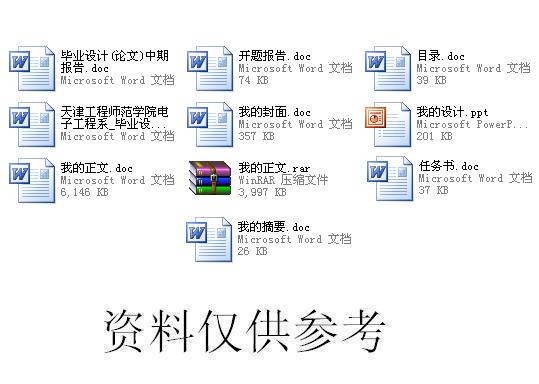 毕业设计(论文)中期
报告.doc
Microsoft Word 文档
开题报告.doc
Microsoft Word 文档
74 KB
目录.doc
Microsoft Word 文档
39 KB
天津工程师范学院电
子工程系_毕业设...
Microsoft Word 文档
我的封面.doc
Microsoft Word 文档
357 KB
我的设计.ppt
Microsoft PowerP...
201 KB
我的正文.doc
Microsoft Word 文档
6,146 KB
我的正文.rar
WinRAR 压缩文件
3,997 KB
任务书.doc
Microsoft Word 文档
37 KB
我的摘要.doc
Microsoft Word 文档
26 KB
资料仅供参考